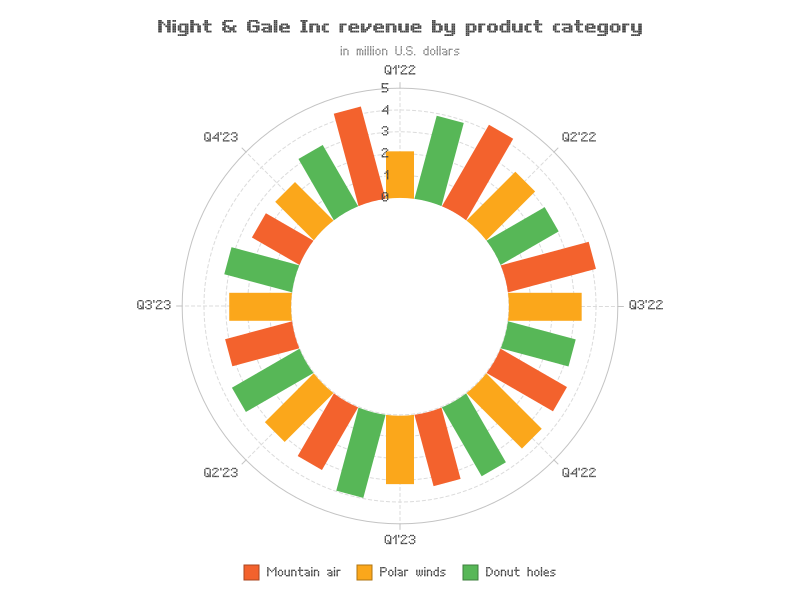 Night & Gale Inc revenue by product category
in million U.S. dollars
Q1'22
5
4
3
2
1
0
Q4'23
Q2'22
Q3'23
Q3'22
Q2'23
Q4'22
Q1'23
Mountain air
Polar winds
Donut holes